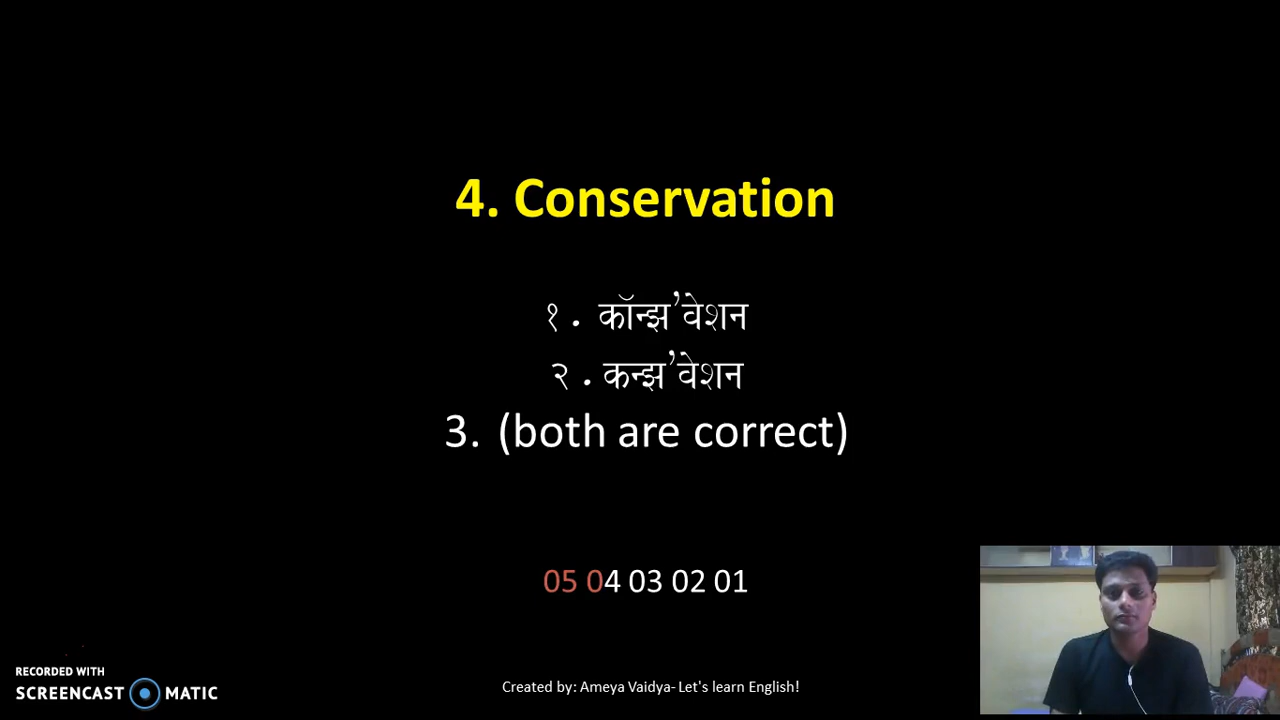 4. Conservation
१. कॉन्झ’वेशन
२. कन्झ’वेशन
3. (both are correct)
05 04 03 02 01
RECORDED WITH
SCREENCAST MATIC
Created by: Ameya Vaidya- Let's learn English!